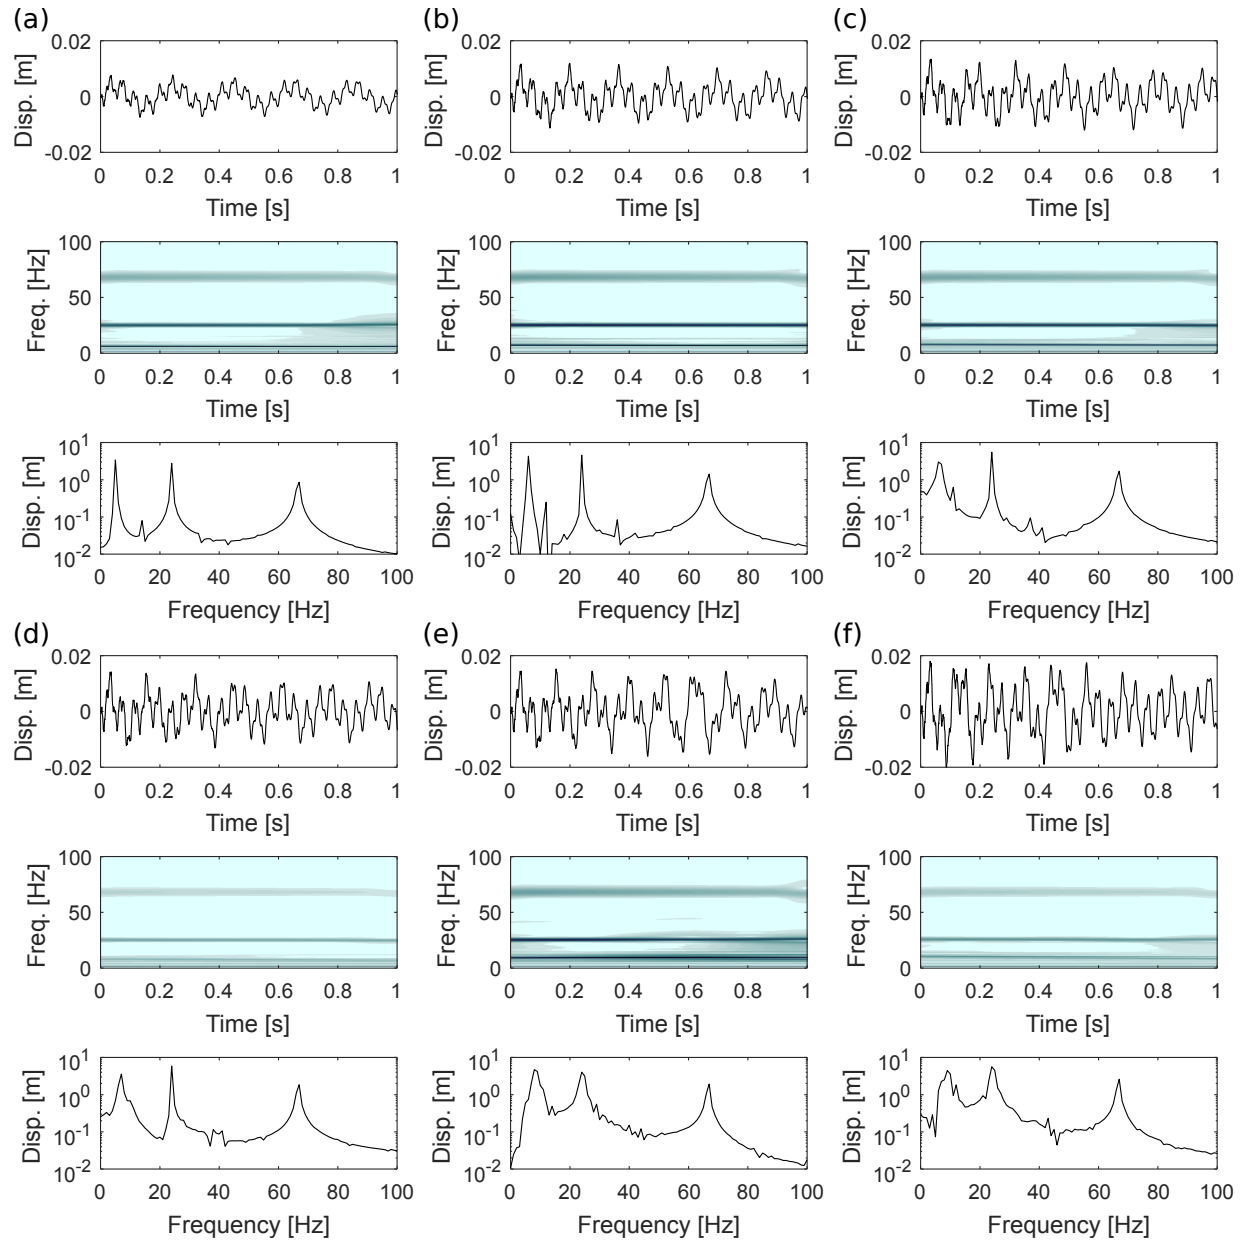 (a) (b) (c)
0.02 0.02 0.02
Disp. [m] Disp. [m] Disp. [m]
0 0 0
-0.02 -0.02 -0.02
0 0.2 0.4 0.6 0.8 1 0 0.2 0.4 0.6 0.8 1 0 0.2 0.4 0.6 0.8 1
Time [s] Time [s] Time [s]
100 100 100
Freq. [Hz] Freq. [Hz] Freq. [Hz]
50 50 50
0 0 0
0 0.2 0.4 0.6 0.8 1 0 0.2 0.4 0.6 0.8 1 0 0.2 0.4 0.6 0.8 1
Time [s] Time [s] Time [s]
10^1 10^1 10^1
Disp. [m] Disp. [m] Disp. [m]
10^0 10^0 10^0
10^-1 10^-1 10^-1
10^-2 10^-2 10^-2
0 20 40 60 80 100 0 20 40 60 80 100 0 20 40 60 80 100
Frequency [Hz] Frequency [Hz] Frequency [Hz]
(d) (e) (f)
0.02 0.02 0.02
Disp. [m] Disp. [m] Disp. [m]
0 0 0
-0.02 -0.02 -0.02
0 0.2 0.4 0.6 0.8 1 0 0.2 0.4 0.6 0.8 1 0 0.2 0.4 0.6 0.8 1
Time [s] Time [s] Time [s]
100 100 100
Freq. [Hz] Freq. [Hz] Freq. [Hz]
50 50 50
0 0 0
0 0.2 0.4 0.6 0.8 1 0 0.2 0.4 0.6 0.8 1 0 0.2 0.4 0.6 0.8 1
Time [s] Time [s] Time [s]
10^1 10^1 10^1
Disp. [m] Disp. [m] Disp. [m]
10^0 10^0 10^0
10^-1 10^-1 10^-1
10^-2 10^-2 10^-2
0 20 40 60 80 100 0 20 40 60 80 100 0 20 40 60 80 100
Frequency [Hz] Frequency [Hz] Frequency [Hz]